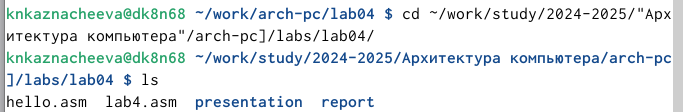 knkaznacheeva@dk8n68 ~/work/arch-pc/lab04 $ cd ~/work/study/2024-2025/"Арх
итектура компьютера"/arch-pc]/labs/lab04/
knkaznacheeva@dk8n68 ~/work/study/2024-2025/Архитектура компьютера/arch-pc
]/labs/lab04 $ ls
hello.asm  lab4.asm  presentation  report